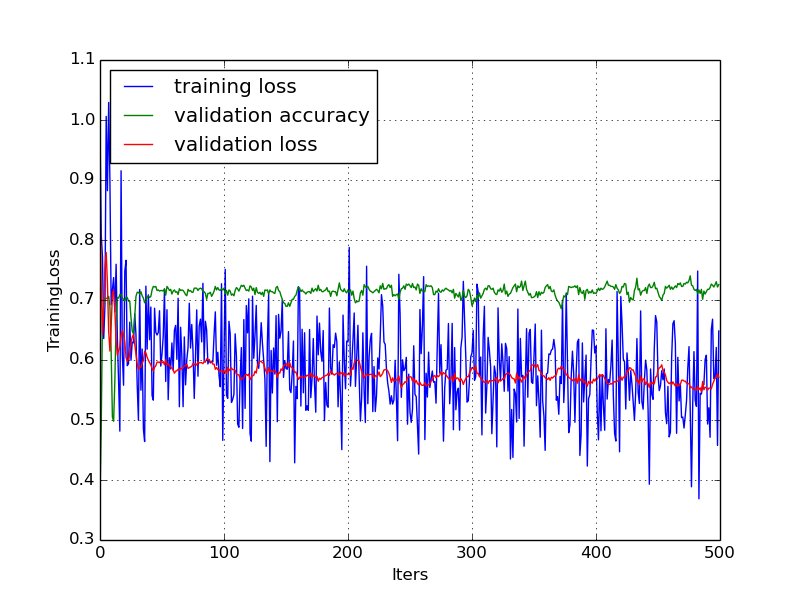 1.1
training loss
validation accuracy
validation loss
1.0
0.9
0.8
0.7
0.6
0.5
0.4
0.3
TrainingLoss
0 100 200 300 400 500
Iters